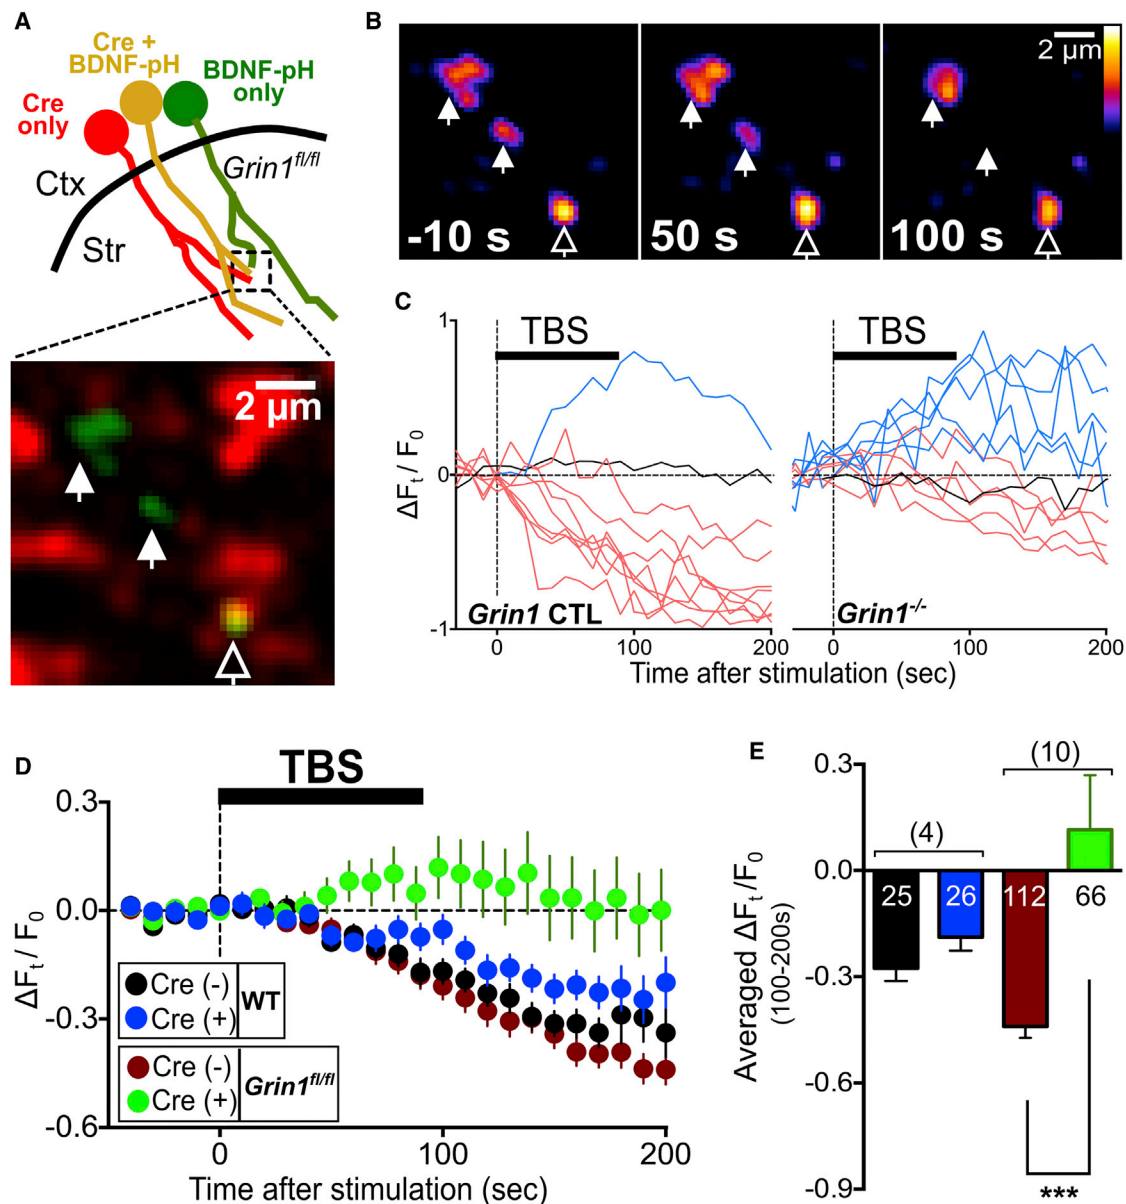 A
Cre +
BDNF-pH
BDNF-pH
only
Cre
only
Grin1fl/fl
Ctx
Str
2 µm
B
2 µm
-10 s
50 s
100 s
C
TBS
TBS
1
0
-1
ΔFt / F0
Grin1 CTL
Grin1-/-
0
100
200
0
100
200
Time after stimulation (sec)
D
TBS
0.3
0.0
-0.3
-0.6
ΔFt / F0
Cre (-)
Cre (+)
WT
Cre (-)
Cre (+)
Grin1fl/fl
0
100
200
Time after stimulation (sec)
E
0.3
0.0
-0.3
-0.6
-0.9
Averaged ΔFt /F0
(100-200s)
(4)
(10)
25
26
112
66
***